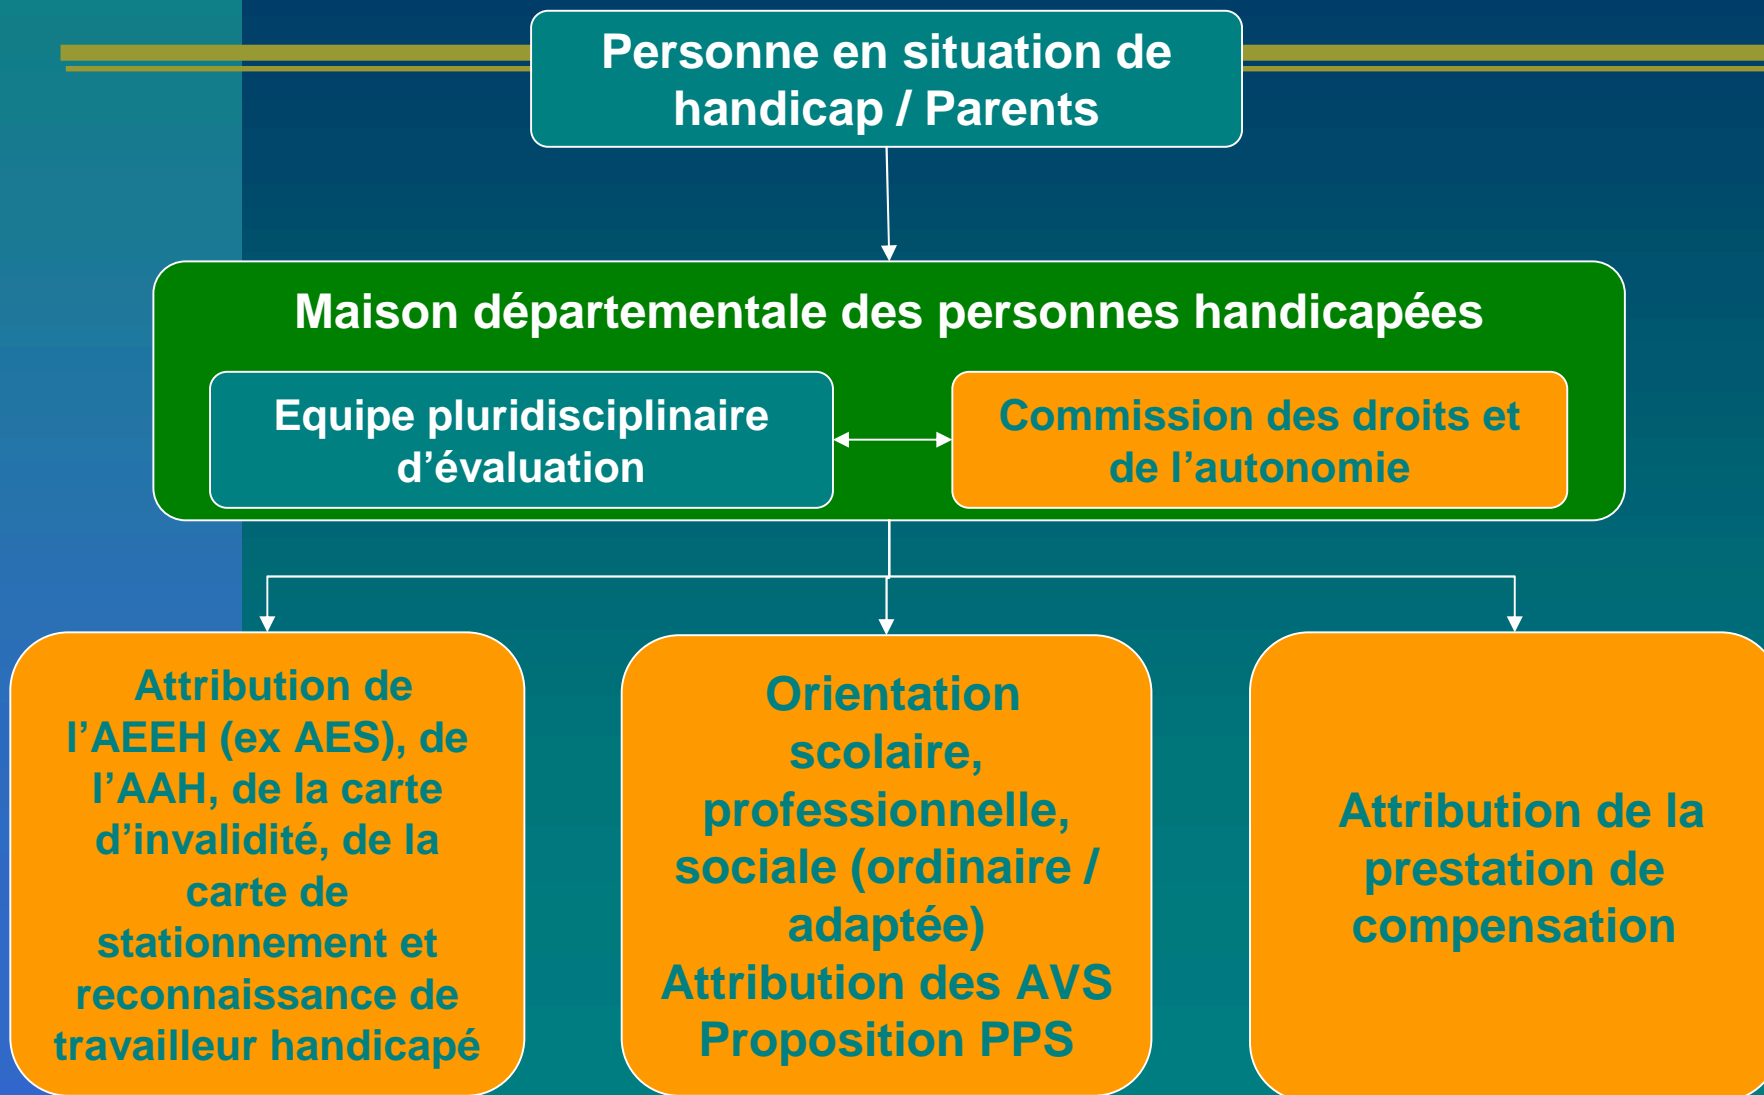 Personne en situation de
handicap / Parents
Maison départementale des personnes handicapées
Equipe pluridisciplinaire
d’évaluation
Commission des droits et
de l’autonomie
Attribution de
l’AEEH (ex AES), de
l’AAH, de la carte
d’invalidité, de la
carte de
stationnement et
reconnaissance de
travailleur handicapé
Orientation
scolaire,
professionnelle,
sociale (ordinaire /
adaptée)
Attribution des AVS
Proposition PPS
Attribution de la
prestation de
compensation